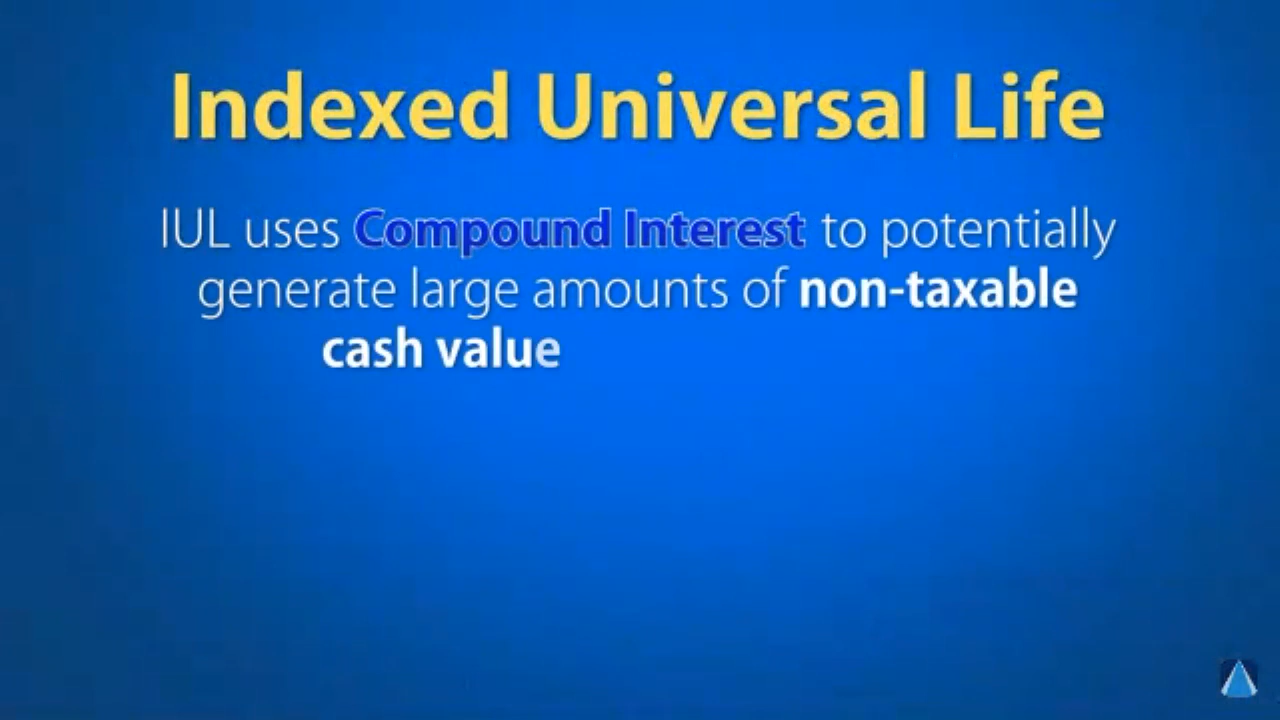 Indexed Universal Life
IUL uses Compound Interest to potentially
generate large amounts of non-taxable
cash value